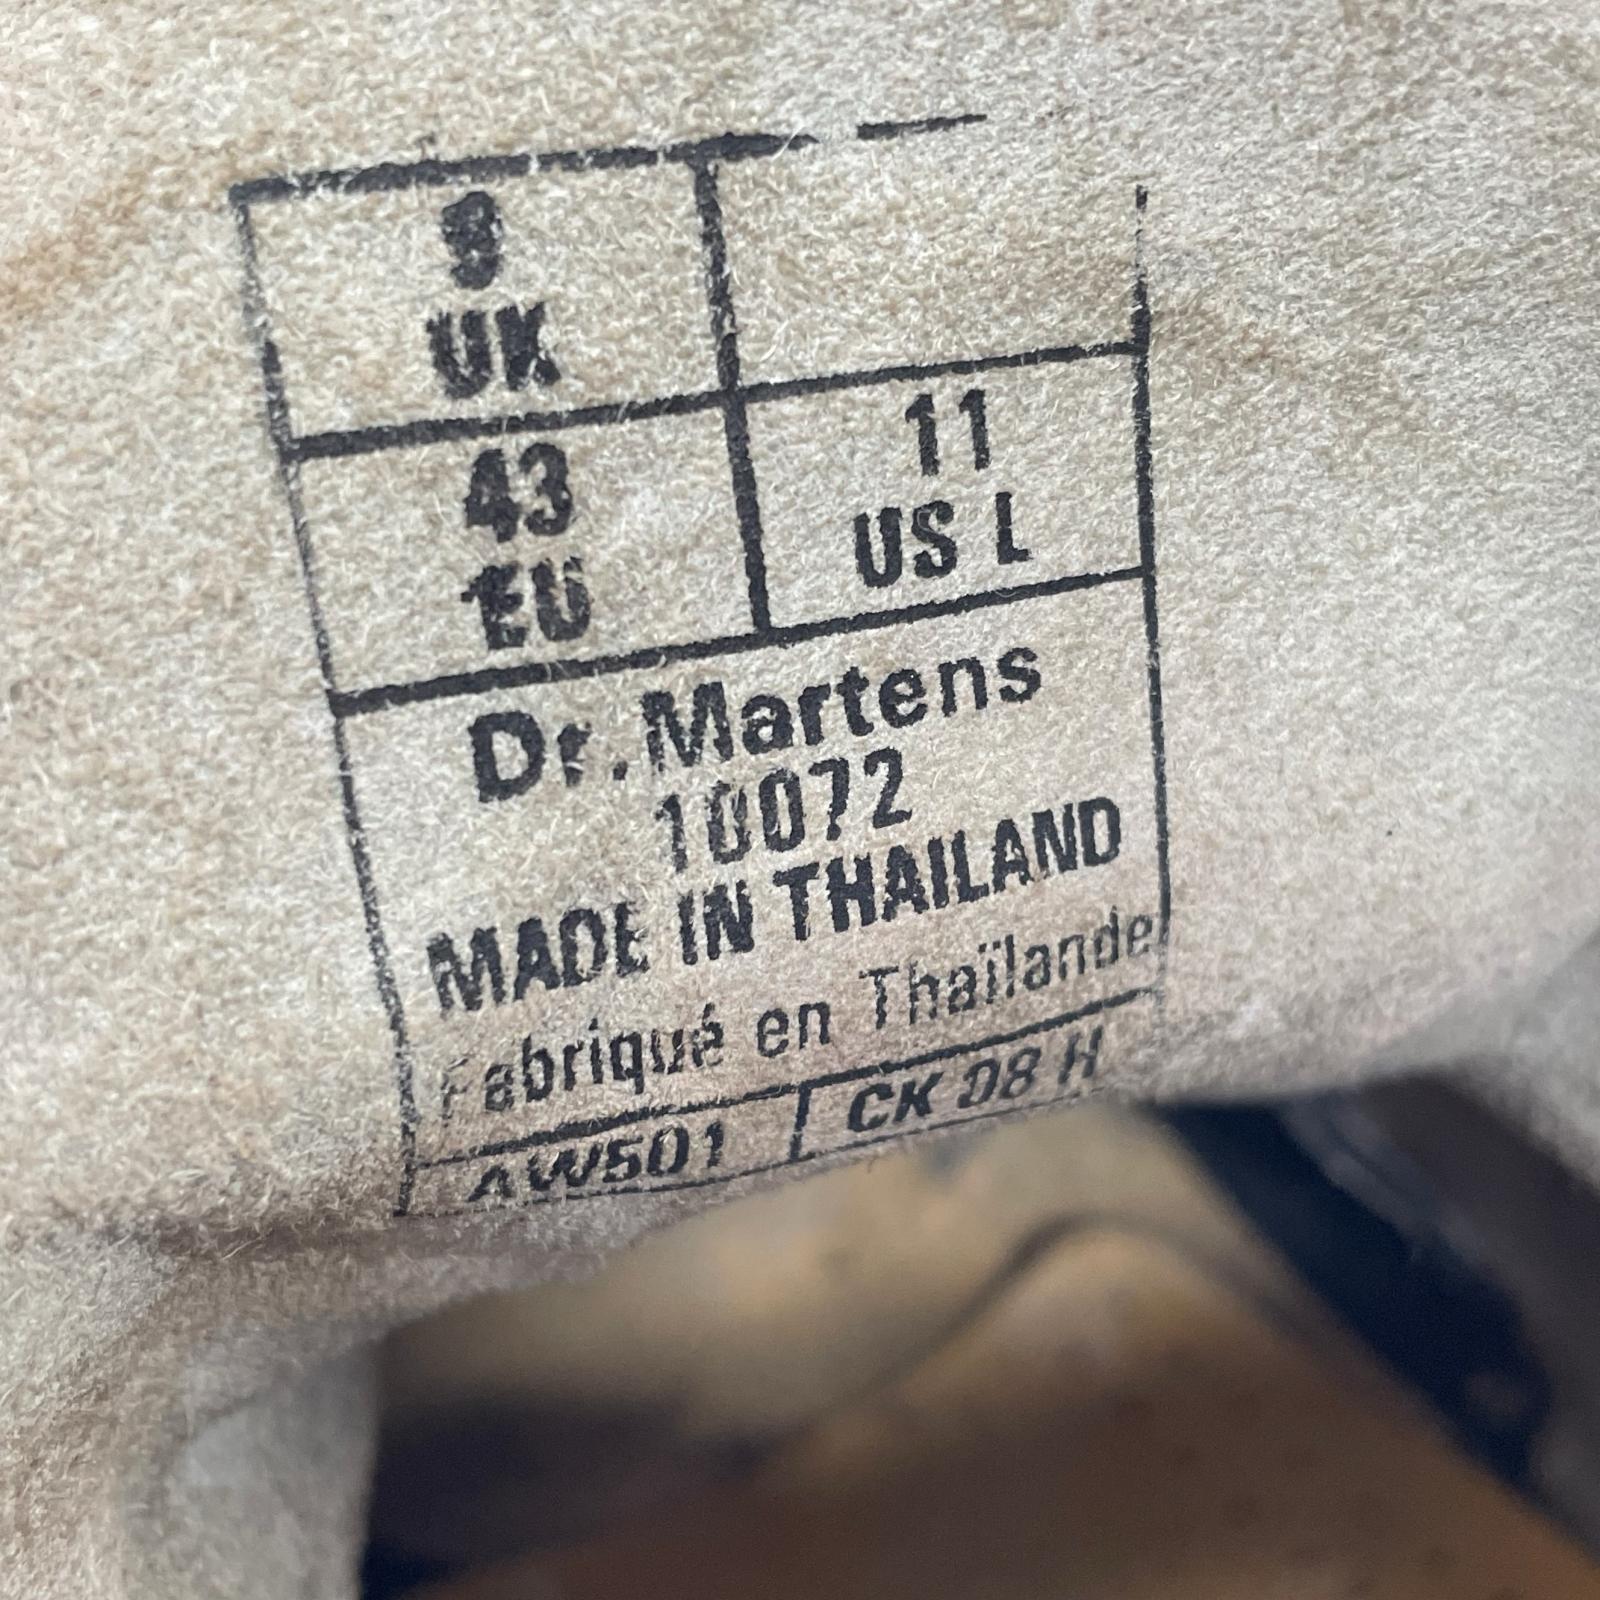 9
UK
43
EU
11
US L
Dr. Martens
10072
MADE IN THAILAND
Fabriqué en Thaïlande
AW501
CK 08 H